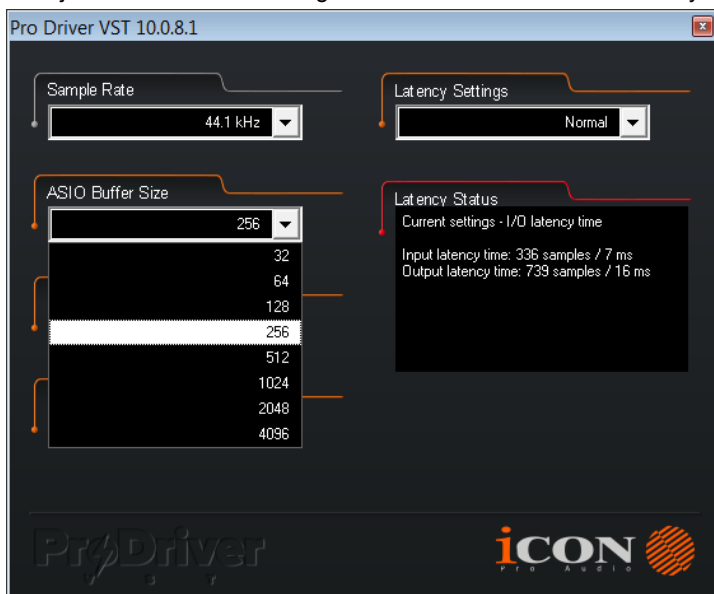 Pro Driver VST 10.0.8.1
Sample Rate
44.1 kHz
Latency Settings
Normal
ASIO Buffer Size
256
32
64
128
256
512
1024
2048
4096
Latency Status
Current settings - I/O latency time
Input latency time: 336 samples / 7 ms
Output latency time: 739 samples / 16 ms
ProDriver
V S T
iCON
Pro Audio